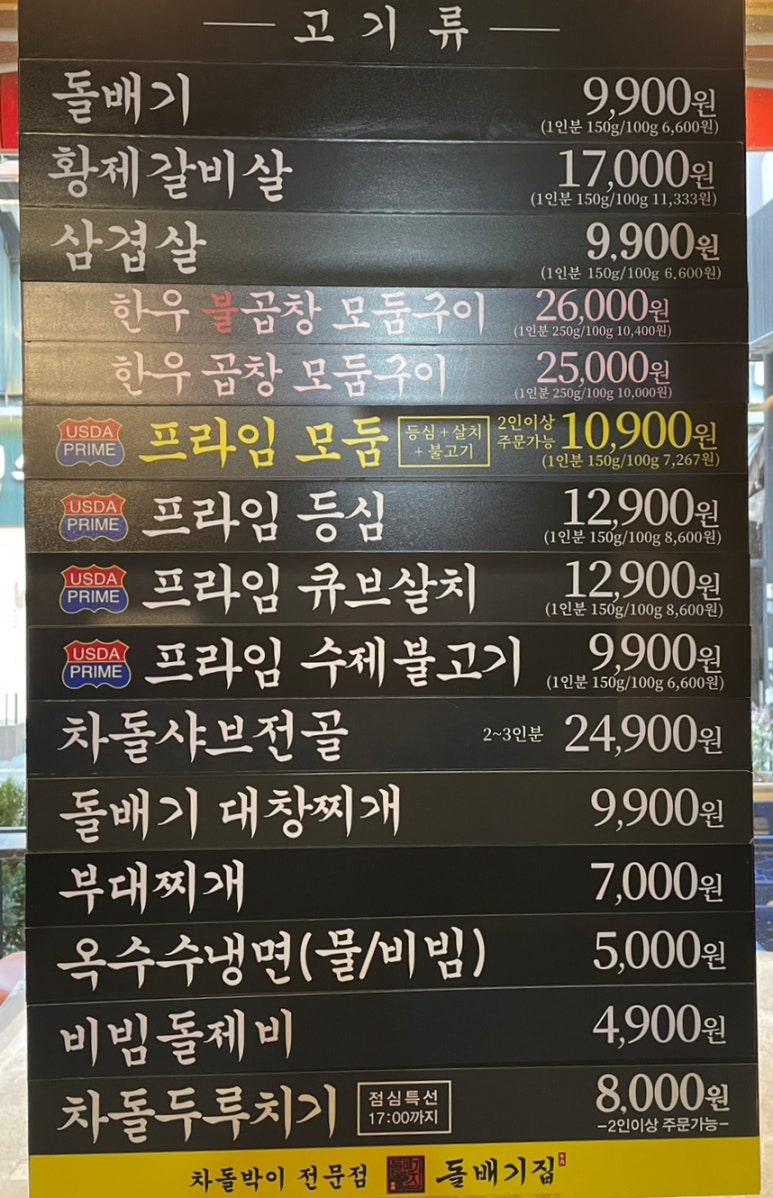 고기류
돌배기 9,900원
(1인분 150g/100g 6,600원)
황제갈비살 17,000원
(1인분 150g/100g 11,333원)
삼겹살 9,900원
(1인분 150g/100g 6,600원)
한우 불곱창 모둠구이 26,000원
(1인분 250g/100g 10,400원)
한우 곱창 모둠구이 25,000원
(1인분 250g/100g 10,000원)
USDA PRIME 프라임 모둠 등심+살치+불고기 2인이상 주문가능 10,900원
(1인분 150g/100g 7,267원)
USDA PRIME 프라임 등심 12,900원
(1인분 150g/100g 8,600원)
USDA PRIME 프라임 큐브살치 12,900원
(1인분 150g/100g 8,600원)
USDA PRIME 프라임 수제불고기 9,900원
(1인분 150g/100g 6,600원)
차돌샤브전골 2~3인분 24,900원
돌배기 대창찌개 9,900원
부대찌개 7,000원
옥수수냉면(물/비빔) 5,000원
비빔돌제비 4,900원
차돌두루치기 점심특선 17:00까지 8,000원
-2인이상 주문가능-
차돌박이 전문점 돌배기집